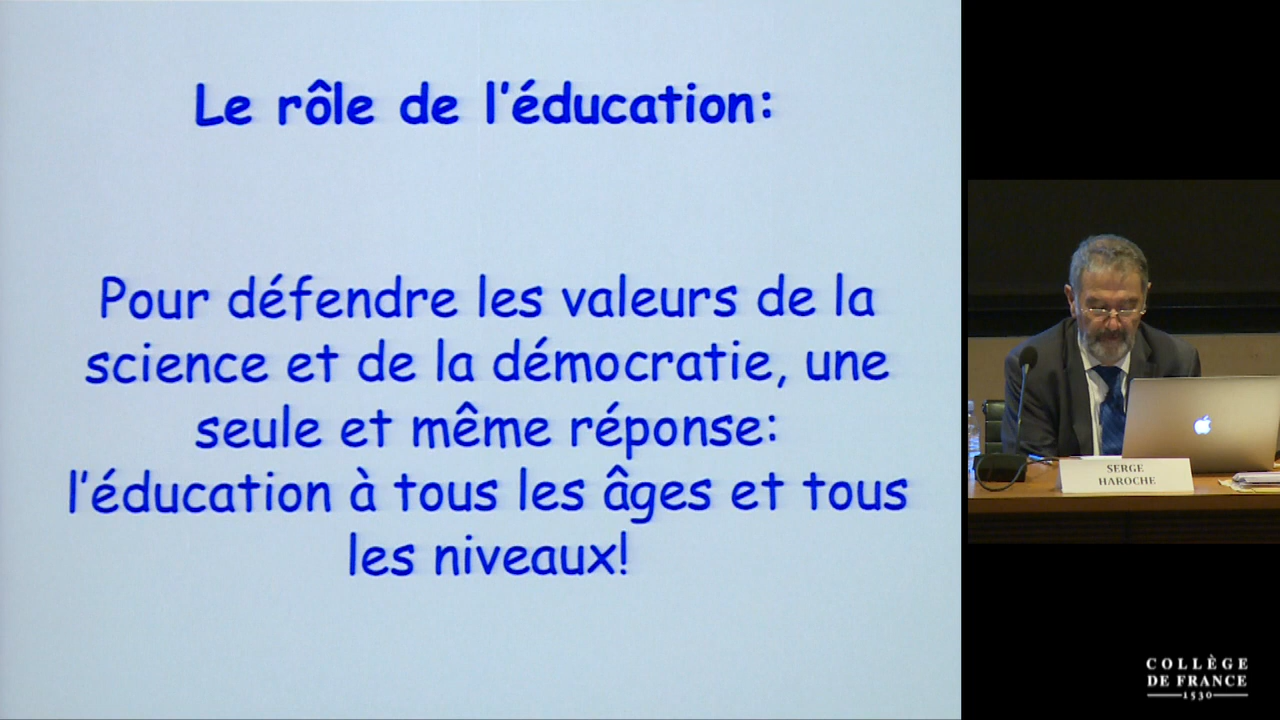 Le rôle de l'éducation:
Pour défendre les valeurs de la
science et de la démocratie, une
seule et même réponse:
l'éducation à tous les âges et tous
les niveaux!
SERGE
HAROCHE
COLLÈGE
DE FRANCE
1530